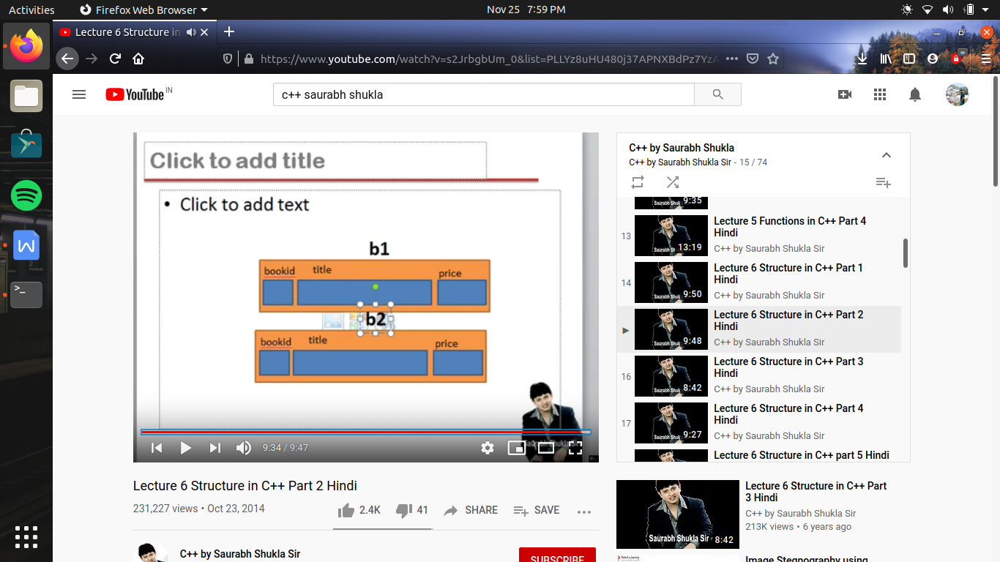 Activities
Firefox Web Browser
Nov 25 7:59 PM
Lecture 6 Structure in
https://www.youtube.com/watch?v=s2JrbgbUm_0&list=PLLYz8uHU480j37APNXBdPz7YzA
YouTube IN
c++ saurabh shukla
Click to add title
• Click to add text
b1
bookid title price
b2
bookid title price
9:34 / 9:47
Lecture 6 Structure in C++ Part 2 Hindi
231,227 views • Oct 23, 2014
2.4K
41
SHARE
SAVE
C++ by Saurabh Shukla Sir
SUBSCRIBE
C++ by Saurabh Shukla
C++ by Saurabh Shukla Sir - 15 / 74
9:35
13
13:19
Lecture 5 Functions in C++ Part 4
Hindi
C++ by Saurabh Shukla Sir
14
9:50
Lecture 6 Structure in C++ Part 1
Hindi
C++ by Saurabh Shukla Sir
9:48
Lecture 6 Structure in C++ Part 2
Hindi
C++ by Saurabh Shukla Sir
16
8:42
Lecture 6 Structure in C++ Part 3
Hindi
C++ by Saurabh Shukla Sir
17
9:27
Lecture 6 Structure in C++ Part 4
Hindi
C++ by Saurabh Shukla Sir
Lecture 6 Structure in C++ part 5 Hindi
Saurabh Shukla Sir
8:42
Lecture 6 Structure in C++ Part
3 Hindi
C++ by Saurabh Shukla Sir
213K views • 6 years ago
Image Stegnography using